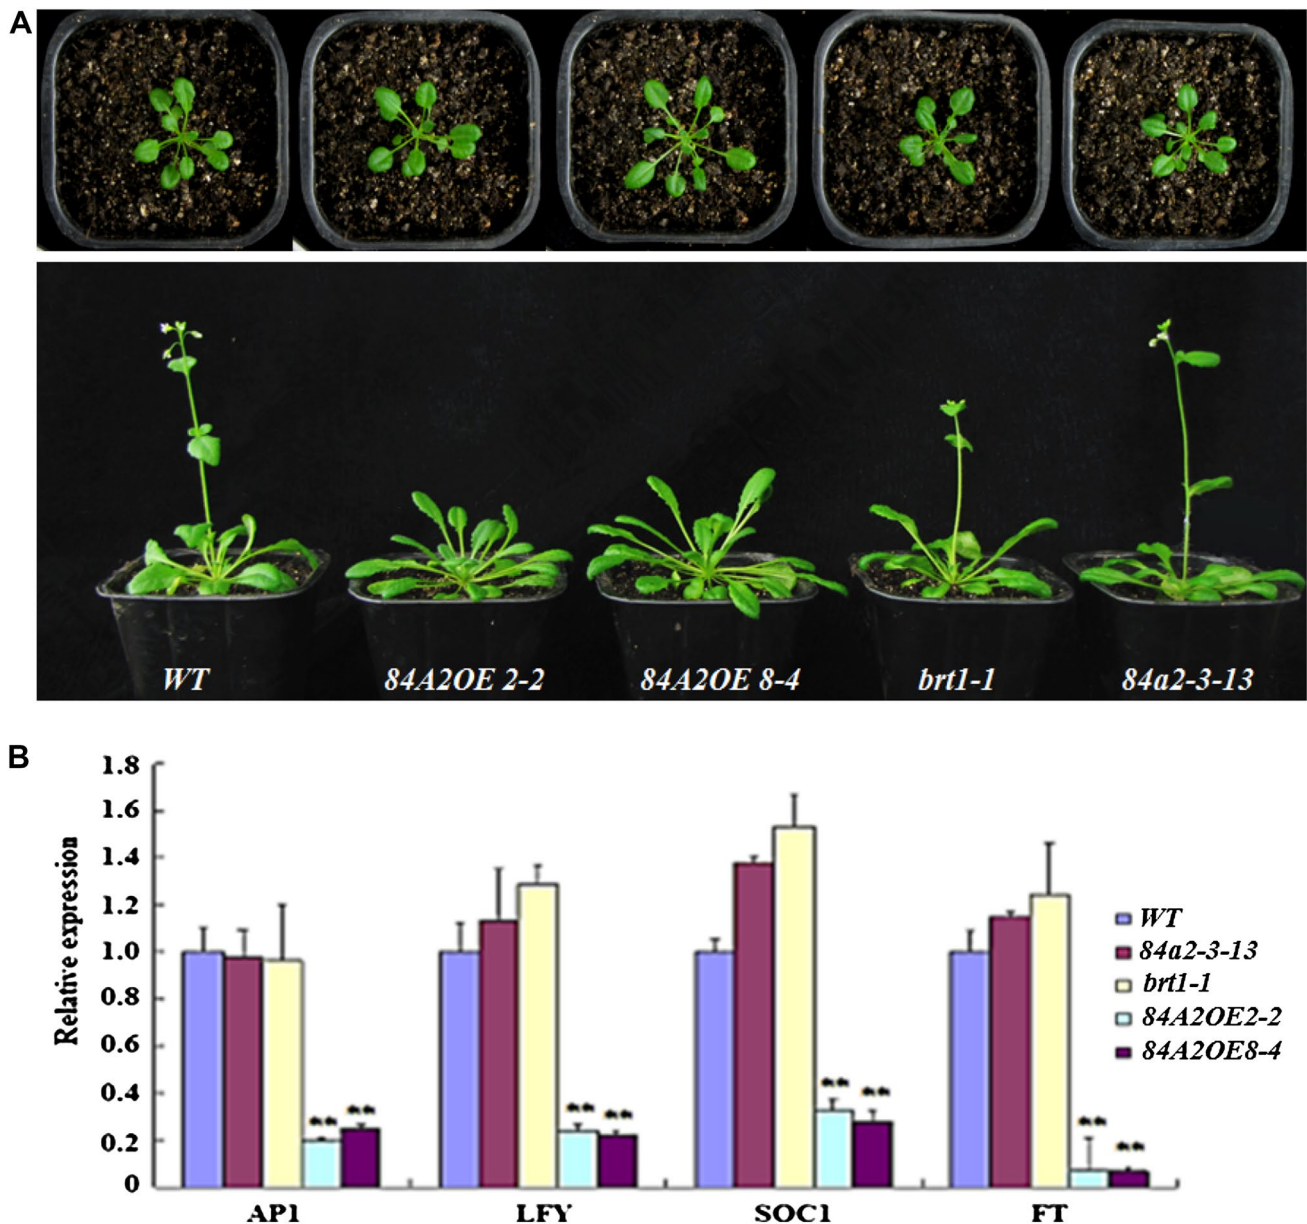 A
WT
84A2OE 2-2
84A2OE 8-4
brt1-1
84a2-3-13
B
Relative expression
1.8
1.6
1.4
1.2
1.0
0.8
0.6
0.4
0.2
0
**
**
**
**
**
**
**
**
AP1
LFY
SOC1
FT
WT
84a2-3-13
brt1-1
84A2OE2-2
84A2OE8-4